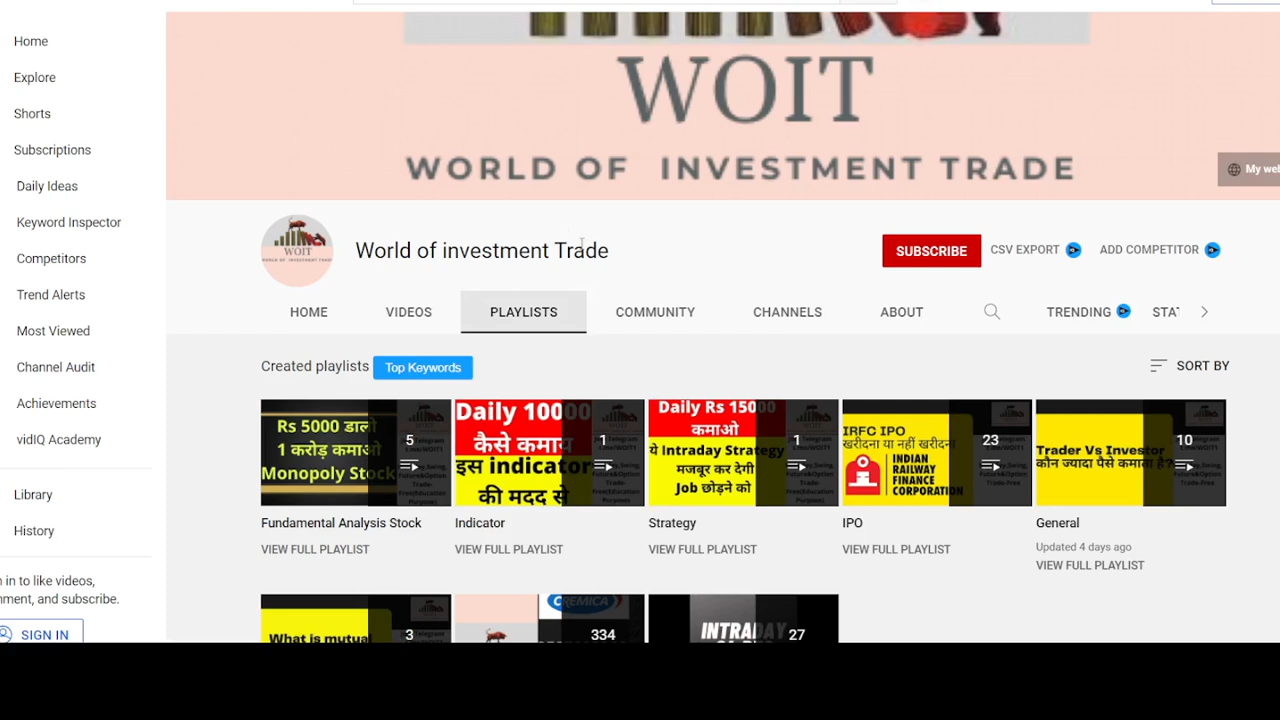 Home
Explore
Shorts
Subscriptions
Daily Ideas
Keyword Inspector
Competitors
Trend Alerts
Most Viewed
Channel Audit
Achievements
vidIQ Academy
Library
History
in to like videos,
and subscribe.
SIGN IN
WOIT
WORLD OF INVESTMENT TRADE
My
WOIT
World of investment Trade
SUBSCRIBE
CSV EXPORT
ADD COMPETITOR
HOME
VIDEOS
PLAYLISTS
COMMUNITY
CHANNELS
ABOUT
TRENDING
Created playlists
Top Keywords
SORT BY
Rs 5000 डालो
1 करोड़ कमाओ
Monopoly Stock
5
Daily 10000
कैसे कमाय
इस indicator
की मदद से
1
Daily Rs 15000
कमाओ
ये Intraday Strategy
मजबूर कर देगी
Job छोड़ने को
1
IRFC IPO
खरीदना या नहीं खरीदना
INDIAN
RAILWAY
FINANCE
CORPORATION
23
Trader Vs Investor
कौन ज्यादा पैसे कमाता है?
10
Fundamental Analysis Stock
VIEW FULL PLAYLIST
Indicator
VIEW FULL PLAYLIST
Strategy
VIEW FULL PLAYLIST
IPO
VIEW FULL PLAYLIST
General
Updated 4 days ago
VIEW FULL PLAYLIST
What is mutual
3
CREMICA
334
INTRADAY
27